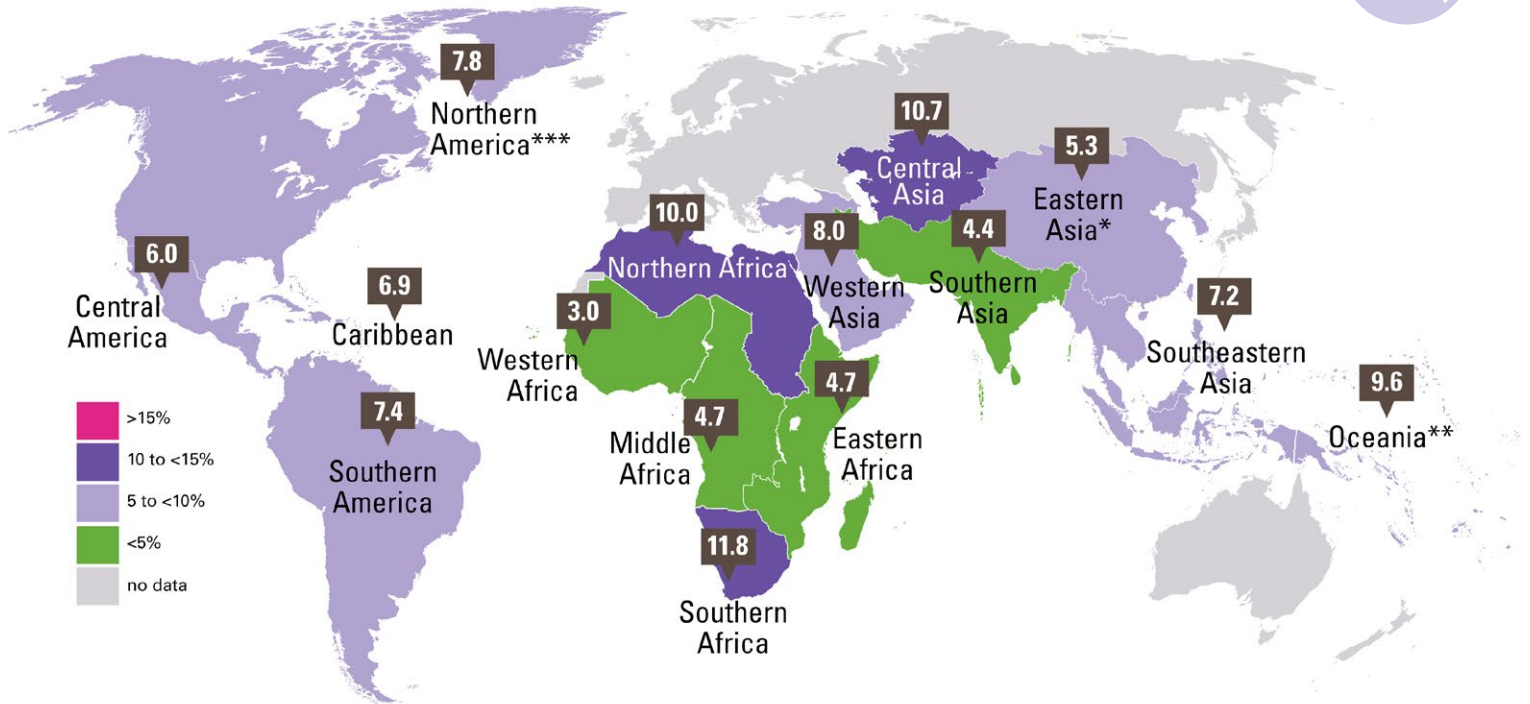 7.8
Northern
America***
10.7
Central
Asia
5.3
Eastern
Asia*
10.0
Northern Africa
8.0
Western
Asia
4.4
Southern
Asia
6.0
Central
America
6.9
Caribbean
3.0
Western
Africa
7.2
Southeastern
Asia
4.7
Middle
Africa
4.7
Eastern
Africa
9.6
Oceania**
7.4
Southern
America
11.8
Southern
Africa
>15%
10 to <15%
5 to <10%
<5%
no data